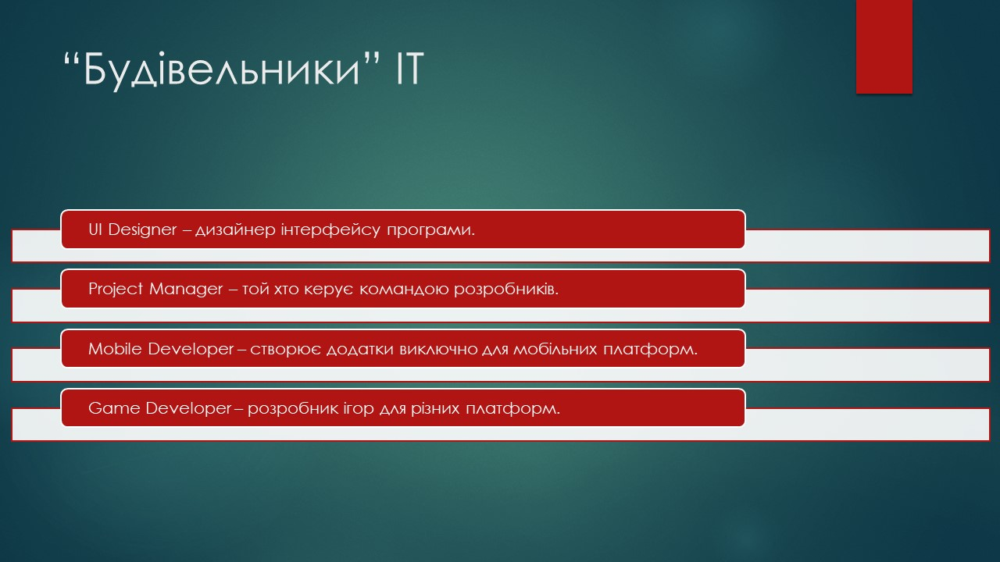 “Будівельники” ІТ
UI Designer – дизайнер інтерфейсу програми.
Project Manager – той хто керує командою розробників.
Mobile Developer – створює додатки виключно для мобільних платформ.
Game Developer – розробник ігор для різних платформ.